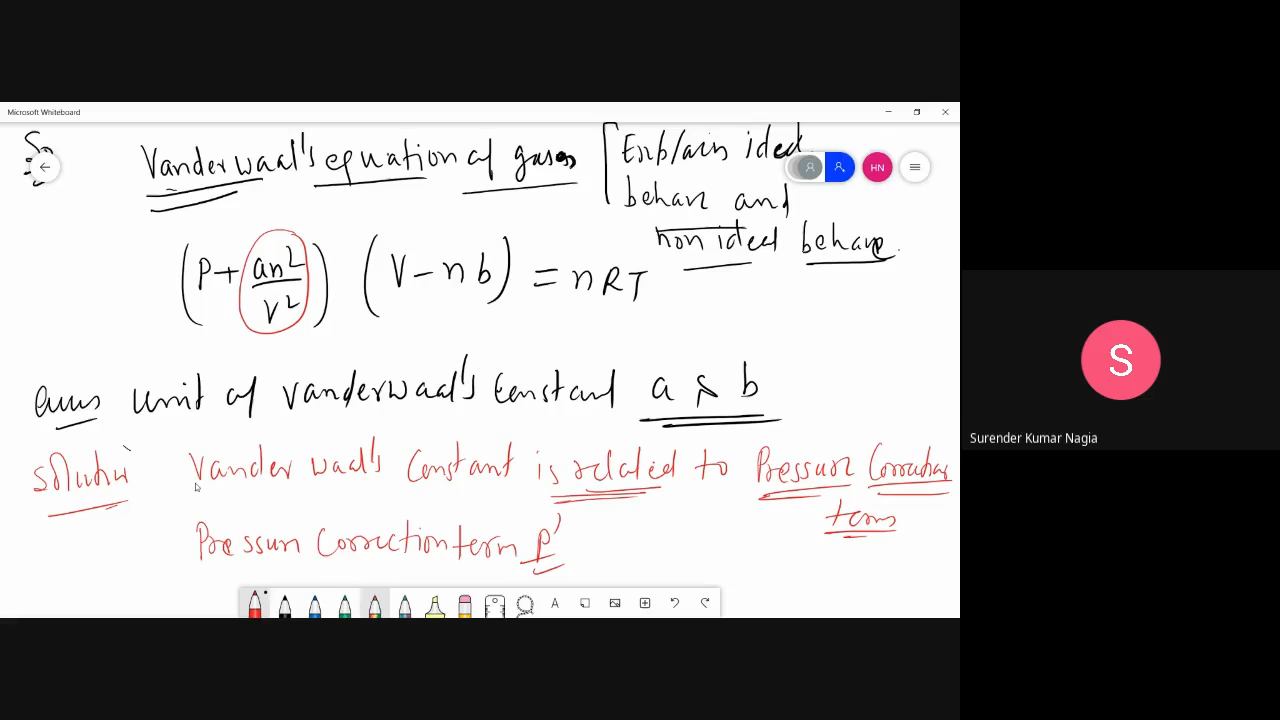 Microsoft Whiteboard
Vanderwaal's equation of gases
Explain ideal
behave and
non ideal behave.
(P + an²/V²) (V - nb) = nRT
HN
Unit of Vanderwaal's Constant a & b
Solution Vander waal's Constant is related to Pressure Correction
term
Pressure Correction term P'
A
S
Surender Kumar Nagia